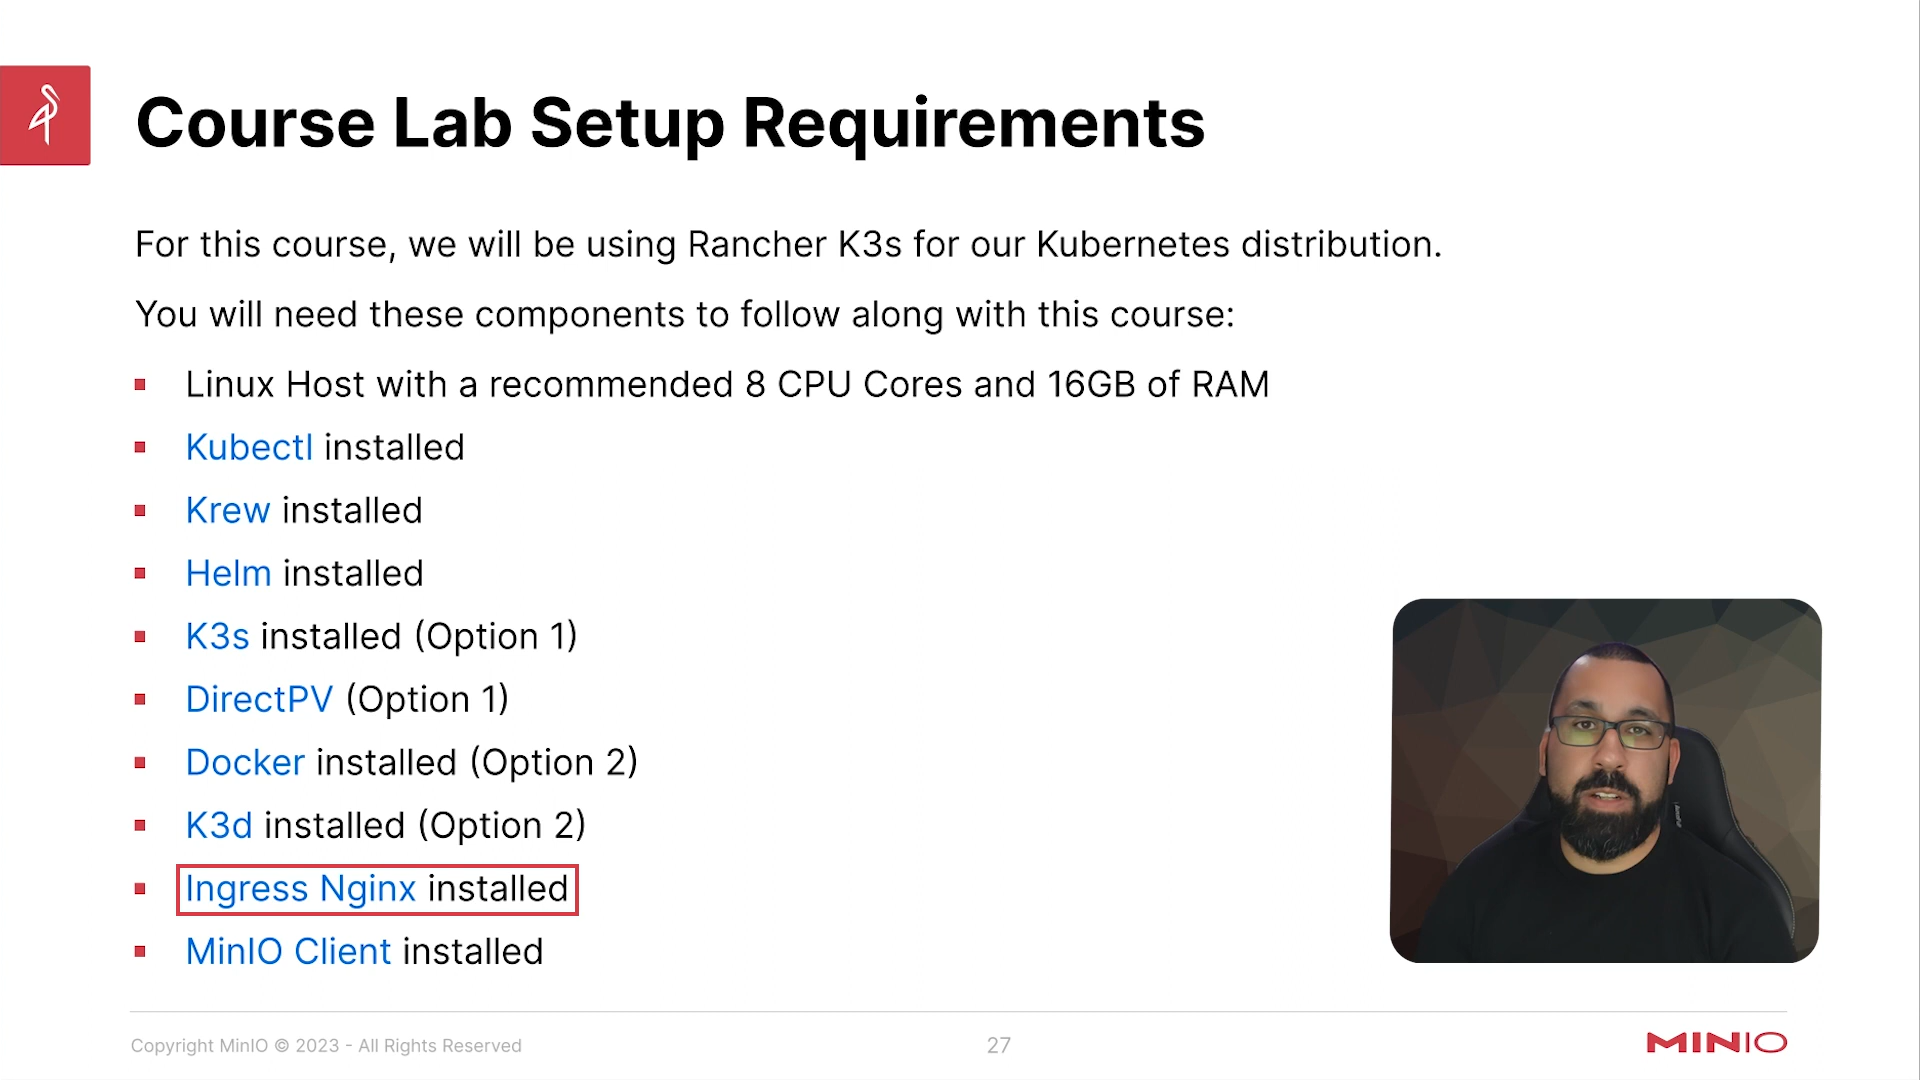 Course Lab Setup Requirements
For this course, we will be using Rancher K3s for our Kubernetes distribution.
You will need these components to follow along with this course:
Linux Host with a recommended 8 CPU Cores and 16GB of RAM
Kubectl installed
Krew installed
Helm installed
K3s installed (Option 1)
DirectPV (Option 1)
Docker installed (Option 2)
K3d installed (Option 2)
Ingress Nginx installed
MinIO Client installed
Copyright MinIO © 2023 - All Rights Reserved
27
MINIO